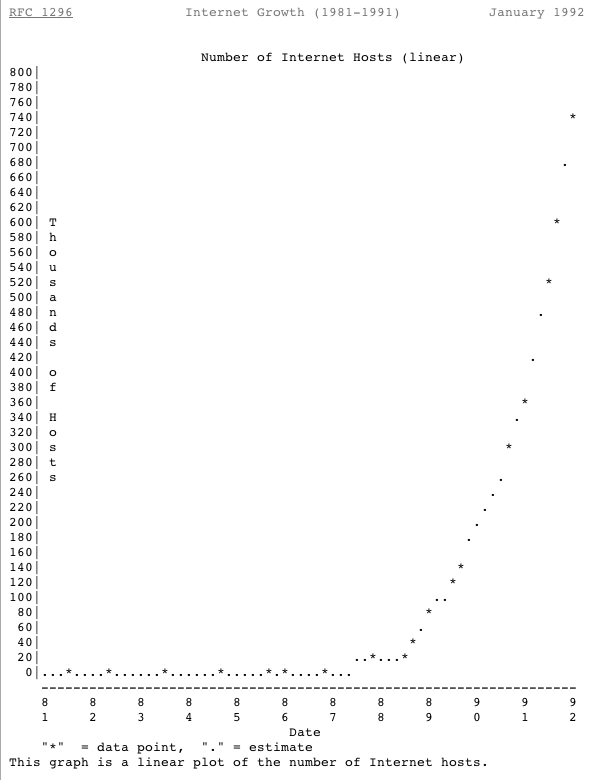 RFC 1296              Internet Growth (1981-1991)           January 1992
                        Number of Internet Hosts (linear)
800|
780|
760|
740|                                                                  *
720|
700|
680|                                                                 .
660|
640|
620|
600| T                                                              *
580| h
560| o
540| u
520| s                                                             *
500| a
480| n                                                            .
460| d
440| s
420|                                                             .
400| o
380| f
360|                                                            *
340| H                                                         .
320| o
300| s                                                        *
280| t
260| s                                                       .
240|                                                        .
220|                                                       .
200|                                                      .
180|                                                     .
160|
140|                                                    *
120|                                                   *
100|                                                 ..
 80|                                                *
 60|                                               .
 40|                                              *
 20|                                       ..*...*
  0|...*....*......*......*.....*.*....*...
    -------------------------------------------------------------------
    8     8     8     8     8     8     8     8     8     9     9     9
    1     2     3     4     5     6     7     8     9     0     1     2
                                   Date
    "*"  = data point,  "." = estimate
This graph is a linear plot of the number of Internet hosts.